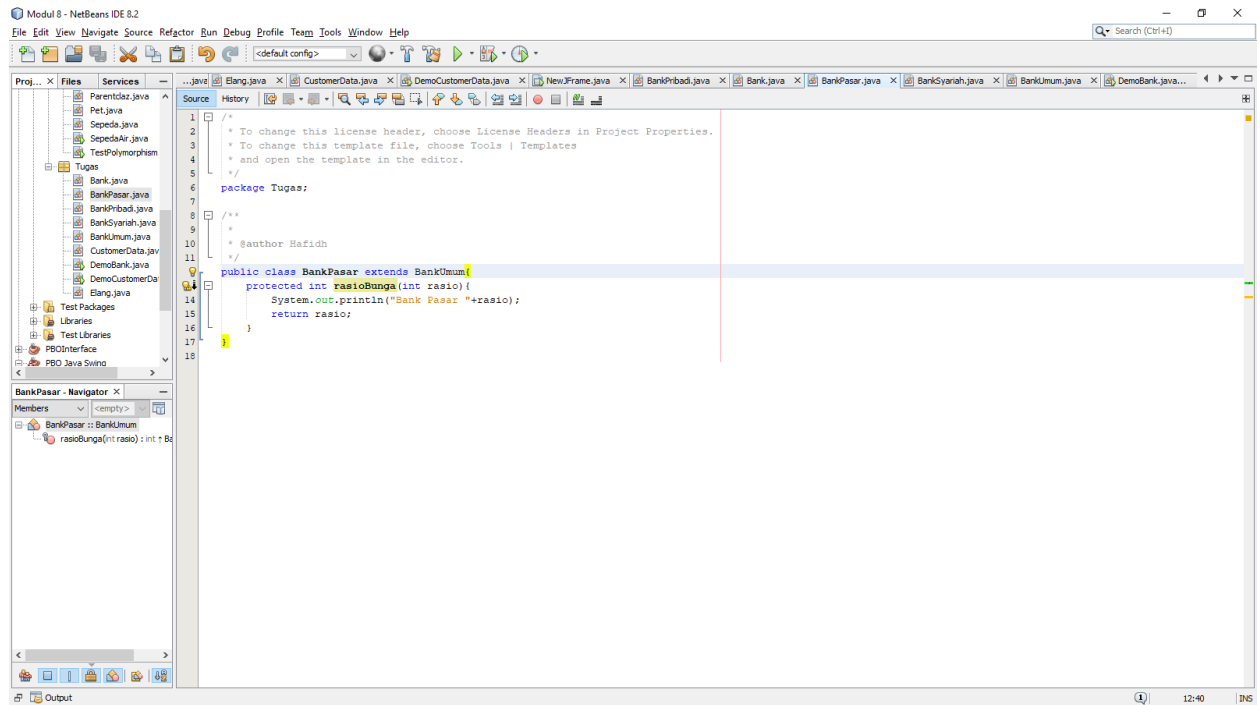 Modul 8 - NetBeans IDE 8.2
File Edit View Navigate Source Refactor Run Debug Profile Team Tools Window Help
Search (Ctrl+I)
<default config>
Proj... Files Services
...java Elang.java CustomerData.java DemoCustomerData.java NewJFrame.java BankPribadi.java Bank.java BankPasar.java BankSyariah.java BankUmum.java DemoBank.java...
Source History
Parentclaz.java
Pet.java
Sepeda.java
SepedaAir.java
TestPolymorphism
Tugas
Bank.java
BankPasar.java
BankPribadi.java
BankSyariah.java
BankUmum.java
CustomerData.jav
DemoBank.java
DemoCustomerDat
Elang.java
Test Packages
Libraries
Test Libraries
PBOInterface
PBO Java Swing
1 /*
2 * To change this license header, choose License Headers in Project Properties.
3 * To change this template file, choose Tools | Templates
4 * and open the template in the editor.
5 */
6 package Tugas;
7
8 /**
9 *
10 * @author Hafidh
11 */
public class BankPasar extends BankUmum{
protected int rasioBunga(int rasio){
14 System.out.println("Bank Pasar "+rasio);
15 return rasio;
16 }
17 }
18
BankPasar - Navigator
Members <empty>
BankPasar :: BankUmum
rasioBunga(int rasio) : int ↑ Ba
Output
1 12:40 INS